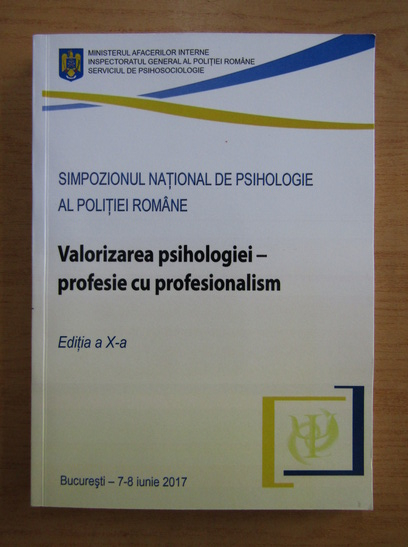 MINISTERUL AFACERILOR INTERNE
INSPECTORATUL GENERAL AL POLIȚIEI ROMÂNE
SERVICIUL DE PSIHOSOCIOLOGIE
SIMPOZIONUL NAȚIONAL DE PSIHOLOGIE
AL POLIȚIEI ROMÂNE
Valorizarea psihologiei –
profesie cu profesionalism
Ediția a X-a
București – 7-8 iunie 2017